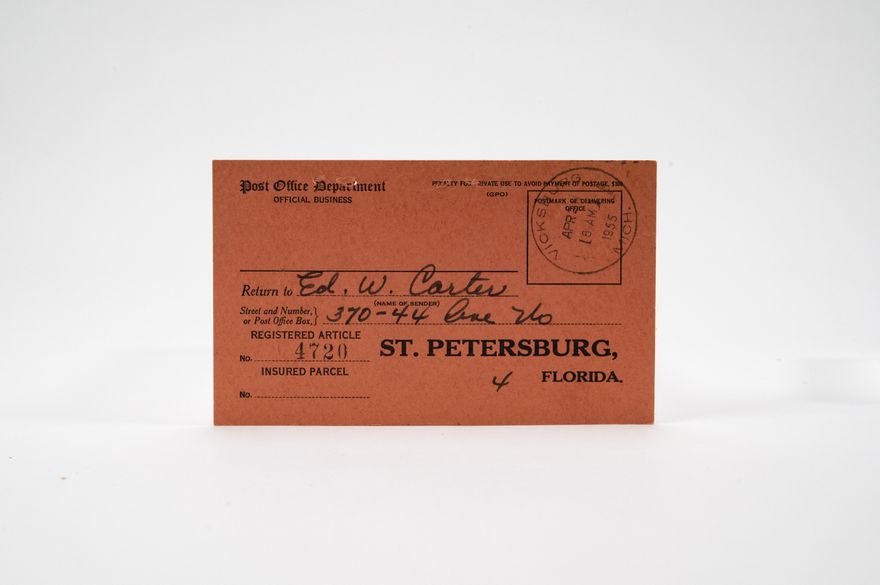 Post Office Department
OFFICIAL BUSINESS
PENALTY FOR PRIVATE USE TO AVOID PAYMENT OF POSTAGE, $300
(GPO)
POSTMARK OF DELIVERING
OFFICE
VICKSBURG
APR
8 AM
1955
MICH.
Return to Ed. W. Carter
(NAME OF SENDER)
Street and Number,
or Post Office Box,
370-44 Ave No
REGISTERED ARTICLE
No. 4720
INSURED PARCEL
No.
ST. PETERSBURG,
4 FLORIDA.